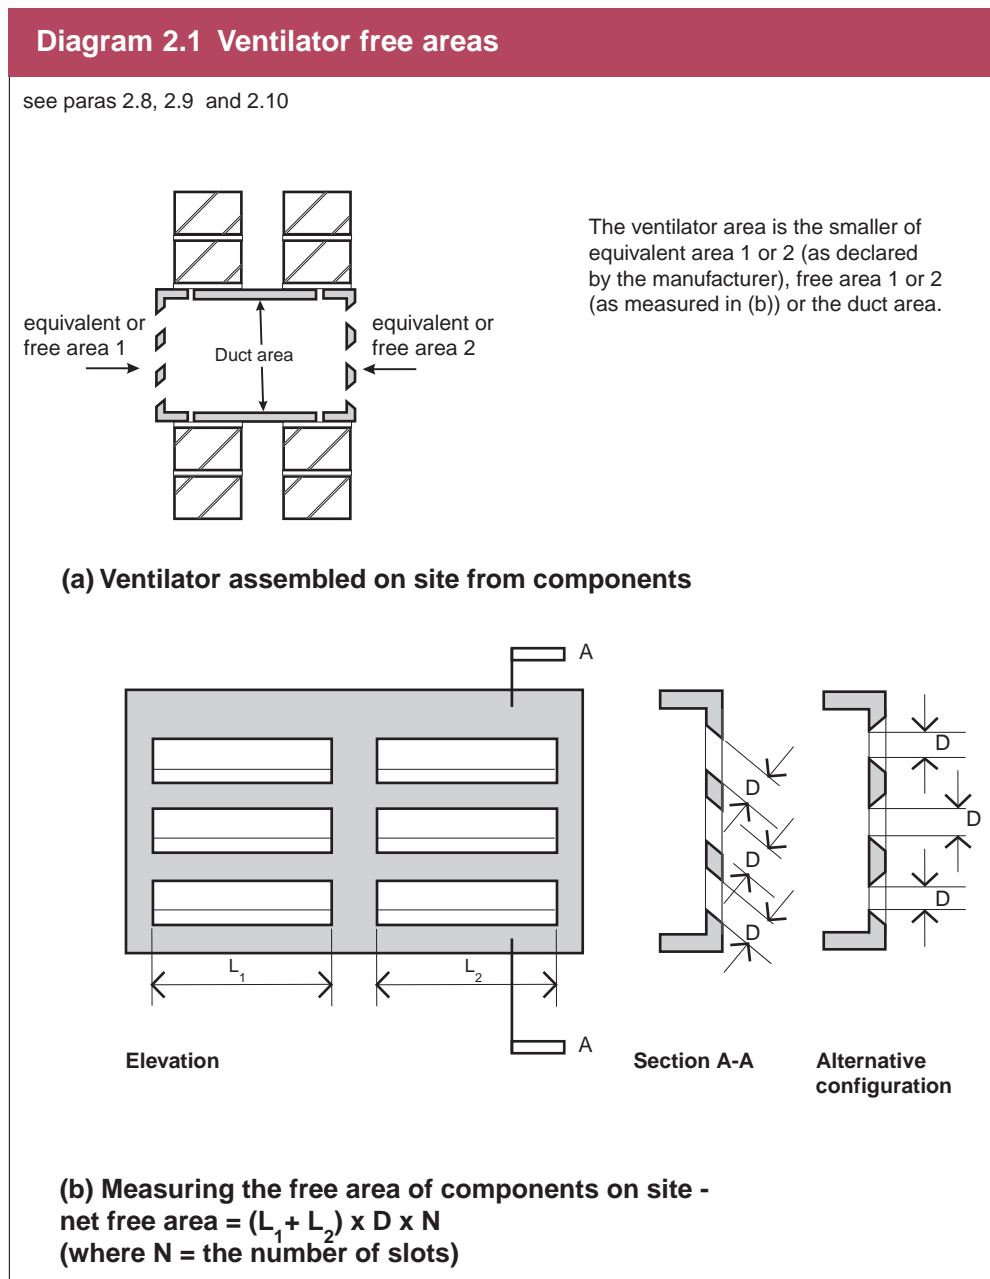 Diagram 2.1 Ventilator free areas
see paras 2.8, 2.9 and 2.10
The ventilator area is the smaller of
equivalent area 1 or 2 (as declared
by the manufacturer), free area 1 or 2
(as measured in (b)) or the duct area.
equivalent or
free area 1
Duct area
equivalent or
free area 2
(a) Ventilator assembled on site from components
A
D
D
D
D
D
D
L1
L2
A
Elevation
Section A-A
Alternative
configuration
(b) Measuring the free area of components on site -
net free area = (L1+ L2) x D x N
(where N = the number of slots)